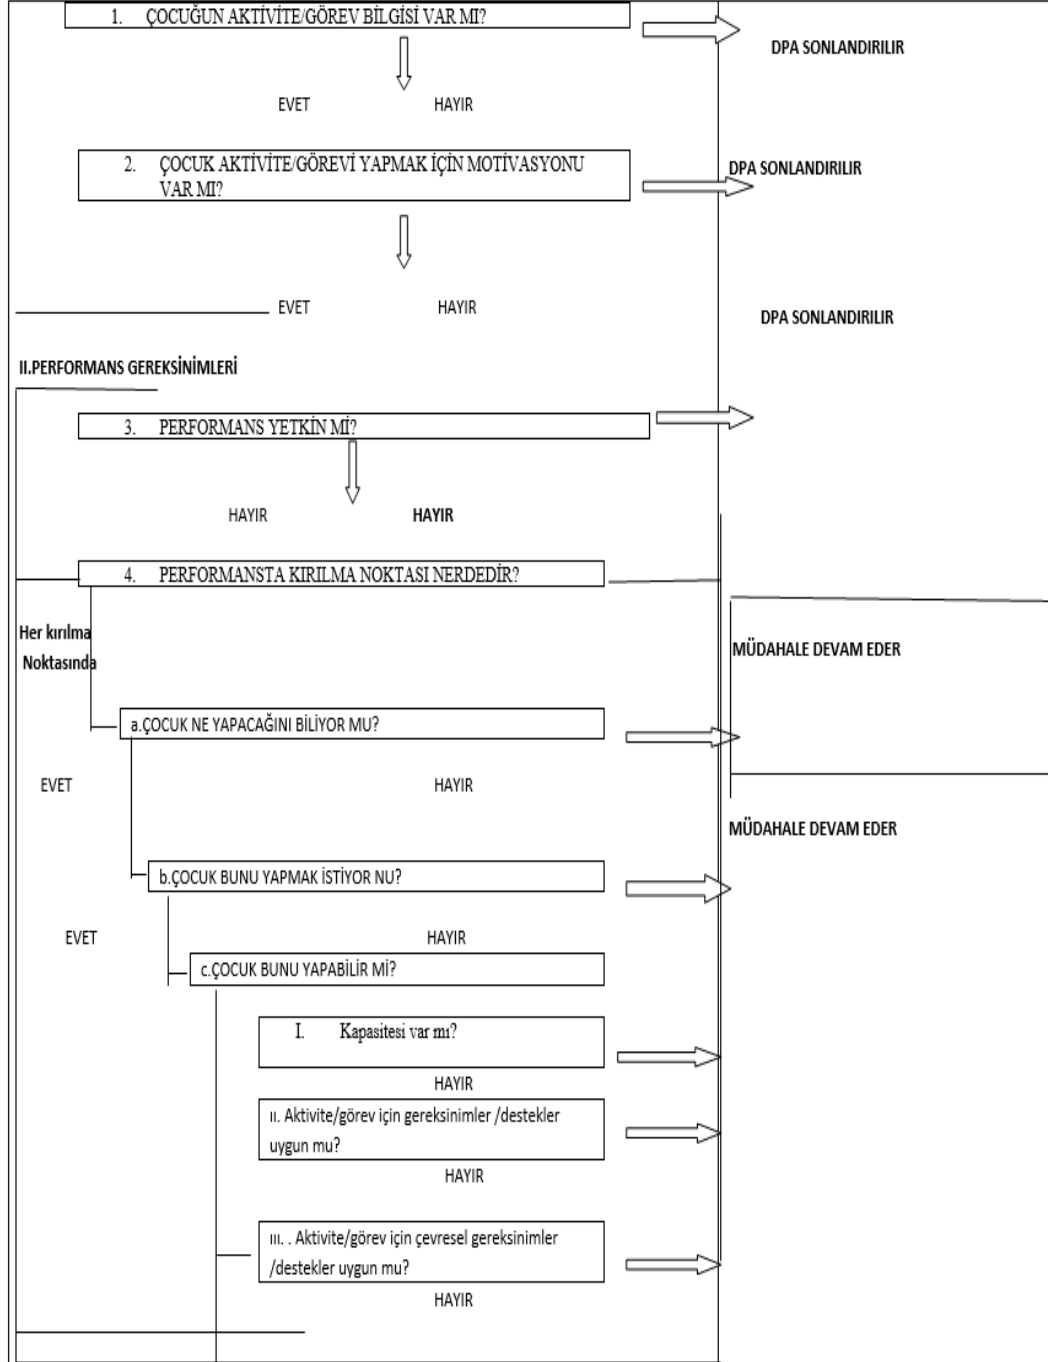 1. ÇOCUĞUN AKTİVİTE/GÖREV BİLGİSİ VAR MI?
DPA SONLANDIRILIR
EVET HAYIR
2. ÇOCUK AKTİVİTE/GÖREVİ YAPMAK İÇİN MOTİVASYONU
VAR MI?
DPA SONLANDIRILIR
EVET HAYIR
DPA SONLANDIRILIR
II.PERFORMANS GEREKSİNİMLERİ
3. PERFORMANS YETKİN Mİ?
HAYIR HAYIR
4. PERFORMANSTA KIRILMA NOKTASI NERDEDİR?
Her kırılma
Noktasında
MÜDAHALE DEVAM EDER
a.ÇOCUK NE YAPACAĞINI BİLİYOR MU?
EVET HAYIR
MÜDAHALE DEVAM EDER
b.ÇOCUK BUNU YAPMAK İSTİYOR NU?
EVET HAYIR
c.ÇOCUK BUNU YAPABİLİR Mİ?
I. Kapasitesi var mı?
HAYIR
II. Aktivite/görev için gereksinimler /destekler
uygun mu?
HAYIR
III. . Aktivite/görev için çevresel gereksinimler
/destekler uygun mu?
HAYIR